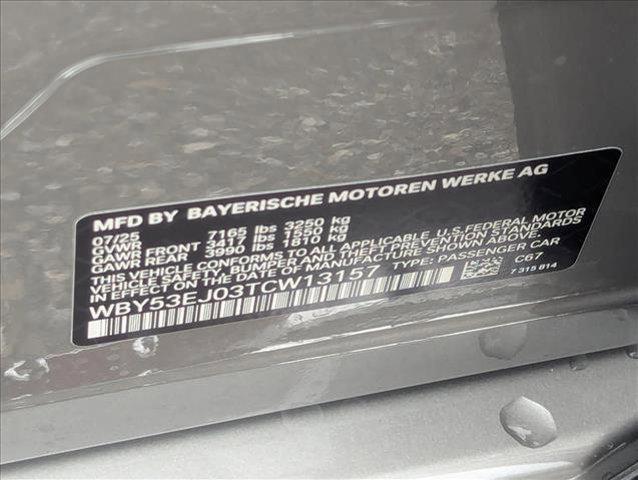 MFD BY BAYERISCHE MOTOREN WERKE AG
07/25
GVWR 7165 lbs 3250 kg
GAWR FRONT 3417 lbs 1550 kg
GAWR REAR 3990 lbs 1810 kg
THIS VEHICLE CONFORMS TO ALL APPLICABLE U.S.FEDERAL MOTOR
VEHICLE SAFETY, BUMPER AND THEFT PREVENTION STANDARDS
IN EFFECT ON THE DATE OF MANUFACTURE SHOWN ABOVE.
WBY53EJ03TCW13157 TYPE: PASSENGER CAR
C67
7 315 814